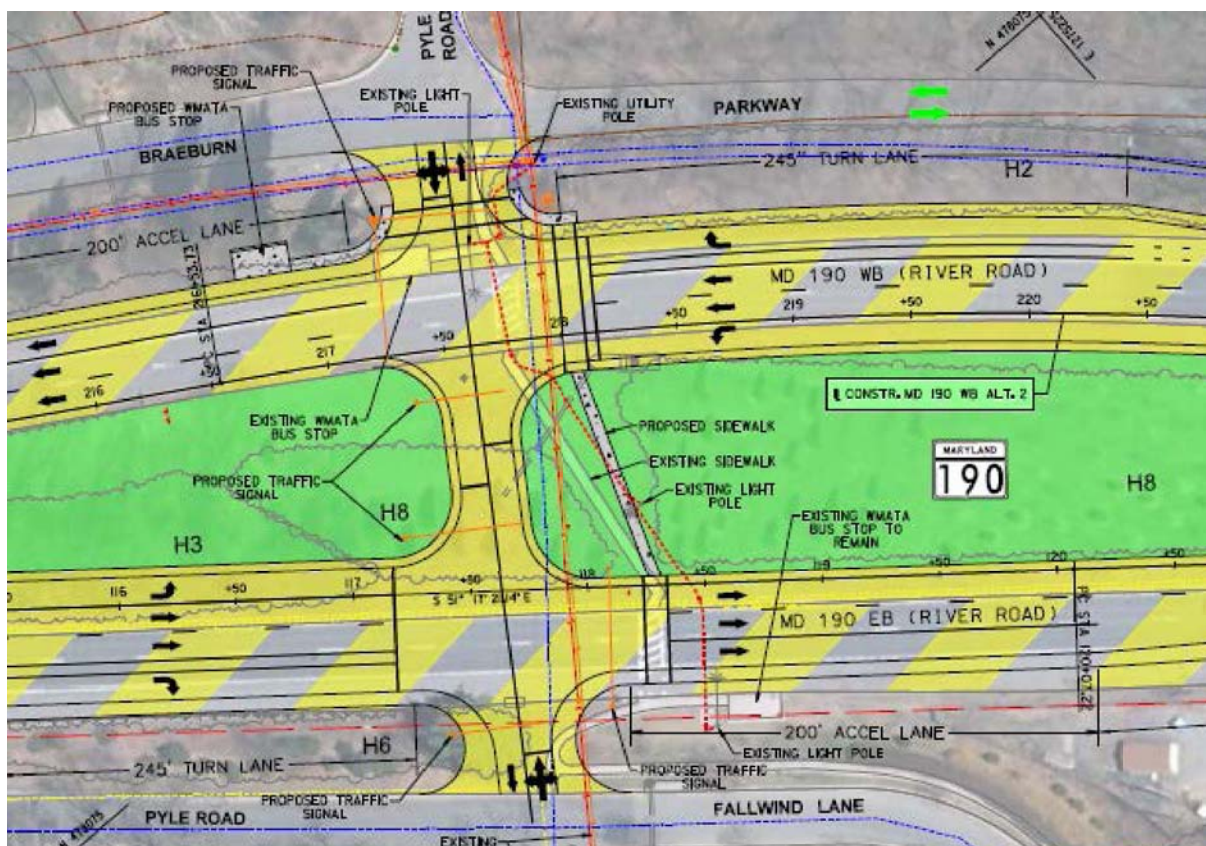 PYLE
ROAD
N 478075
E 1275225
PROPOSED TRAFFIC
SIGNAL
EXISTING LIGHT
POLE
PROPOSED WMATA
BUS STOP
EXISTING UTILITY
POLE
PARKWAY
BRAEBURN
245' TURN LANE
H2
200' ACCEL LANE
MD 190 WB (RIVER ROAD)
216
+50
217
+50
218
+50
219
+50
220
+50
EXISTING WMATA
BUS STOP
℄ CONSTR. MD 190 WB ALT. 2
PROPOSED SIDEWALK
EXISTING SIDEWALK
EXISTING LIGHT
POLE
MARYLAND
190
H8
PROPOSED TRAFFIC
SIGNAL
H8
H3
EXISTING WMATA
BUS STOP TO
REMAIN
116
+50
117
+50
118
+50
119
+50
120
+50
MD 190 EB (RIVER ROAD)
H6
245' TURN LANE
200' ACCEL LANE
EXISTING LIGHT POLE
PROPOSED TRAFFIC
SIGNAL
PROPOSED TRAFFIC
SIGNAL
N 478075
PYLE ROAD
FALLWIND LANE
EXISTING